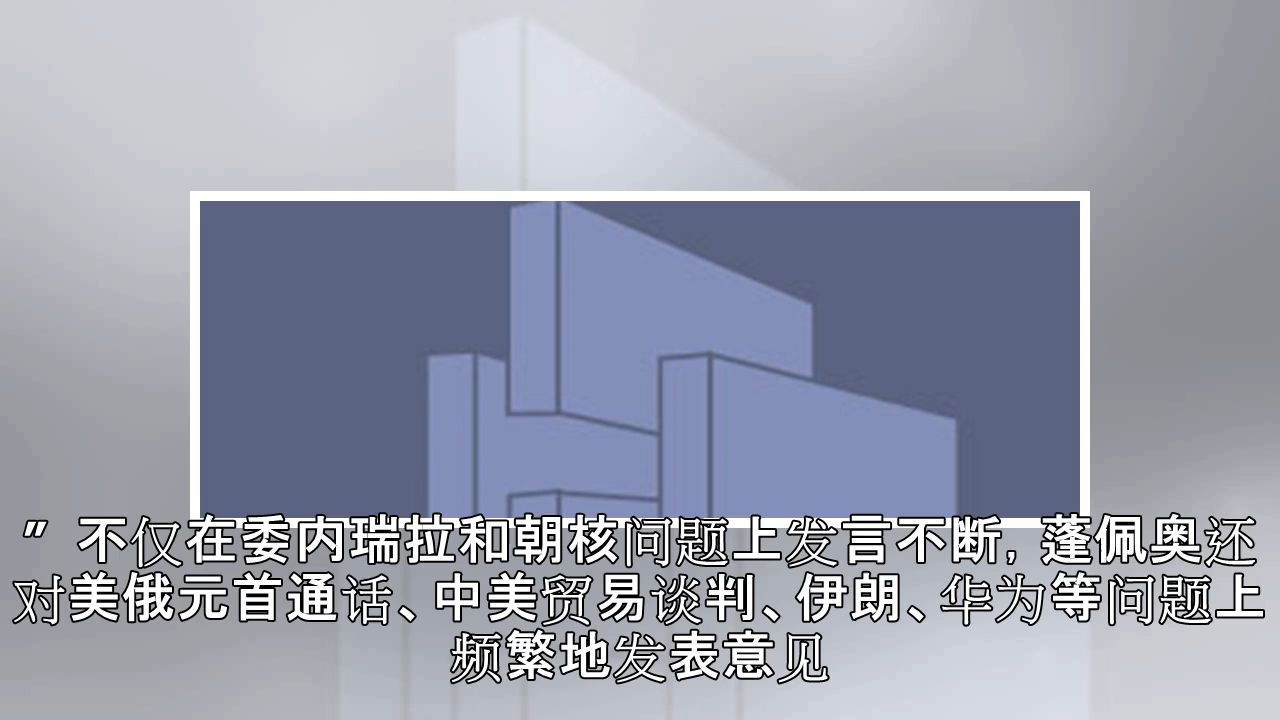 ” 不仅在委内瑞拉和朝核问题上发言不断, 蓬佩奥还
对美俄元首通话、中美贸易谈判、伊朗、华为等问题上
频繁地发表意见